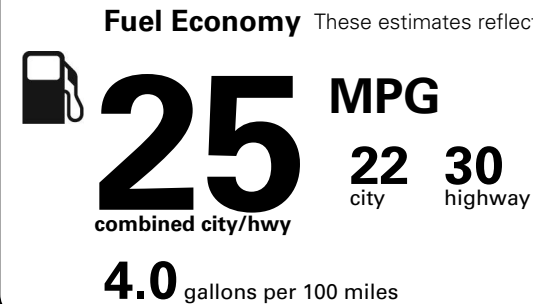 Fuel Economy These estimates reflect
25 MPG
22 30
city highway
combined city/hwy
4.0 gallons per 100 miles